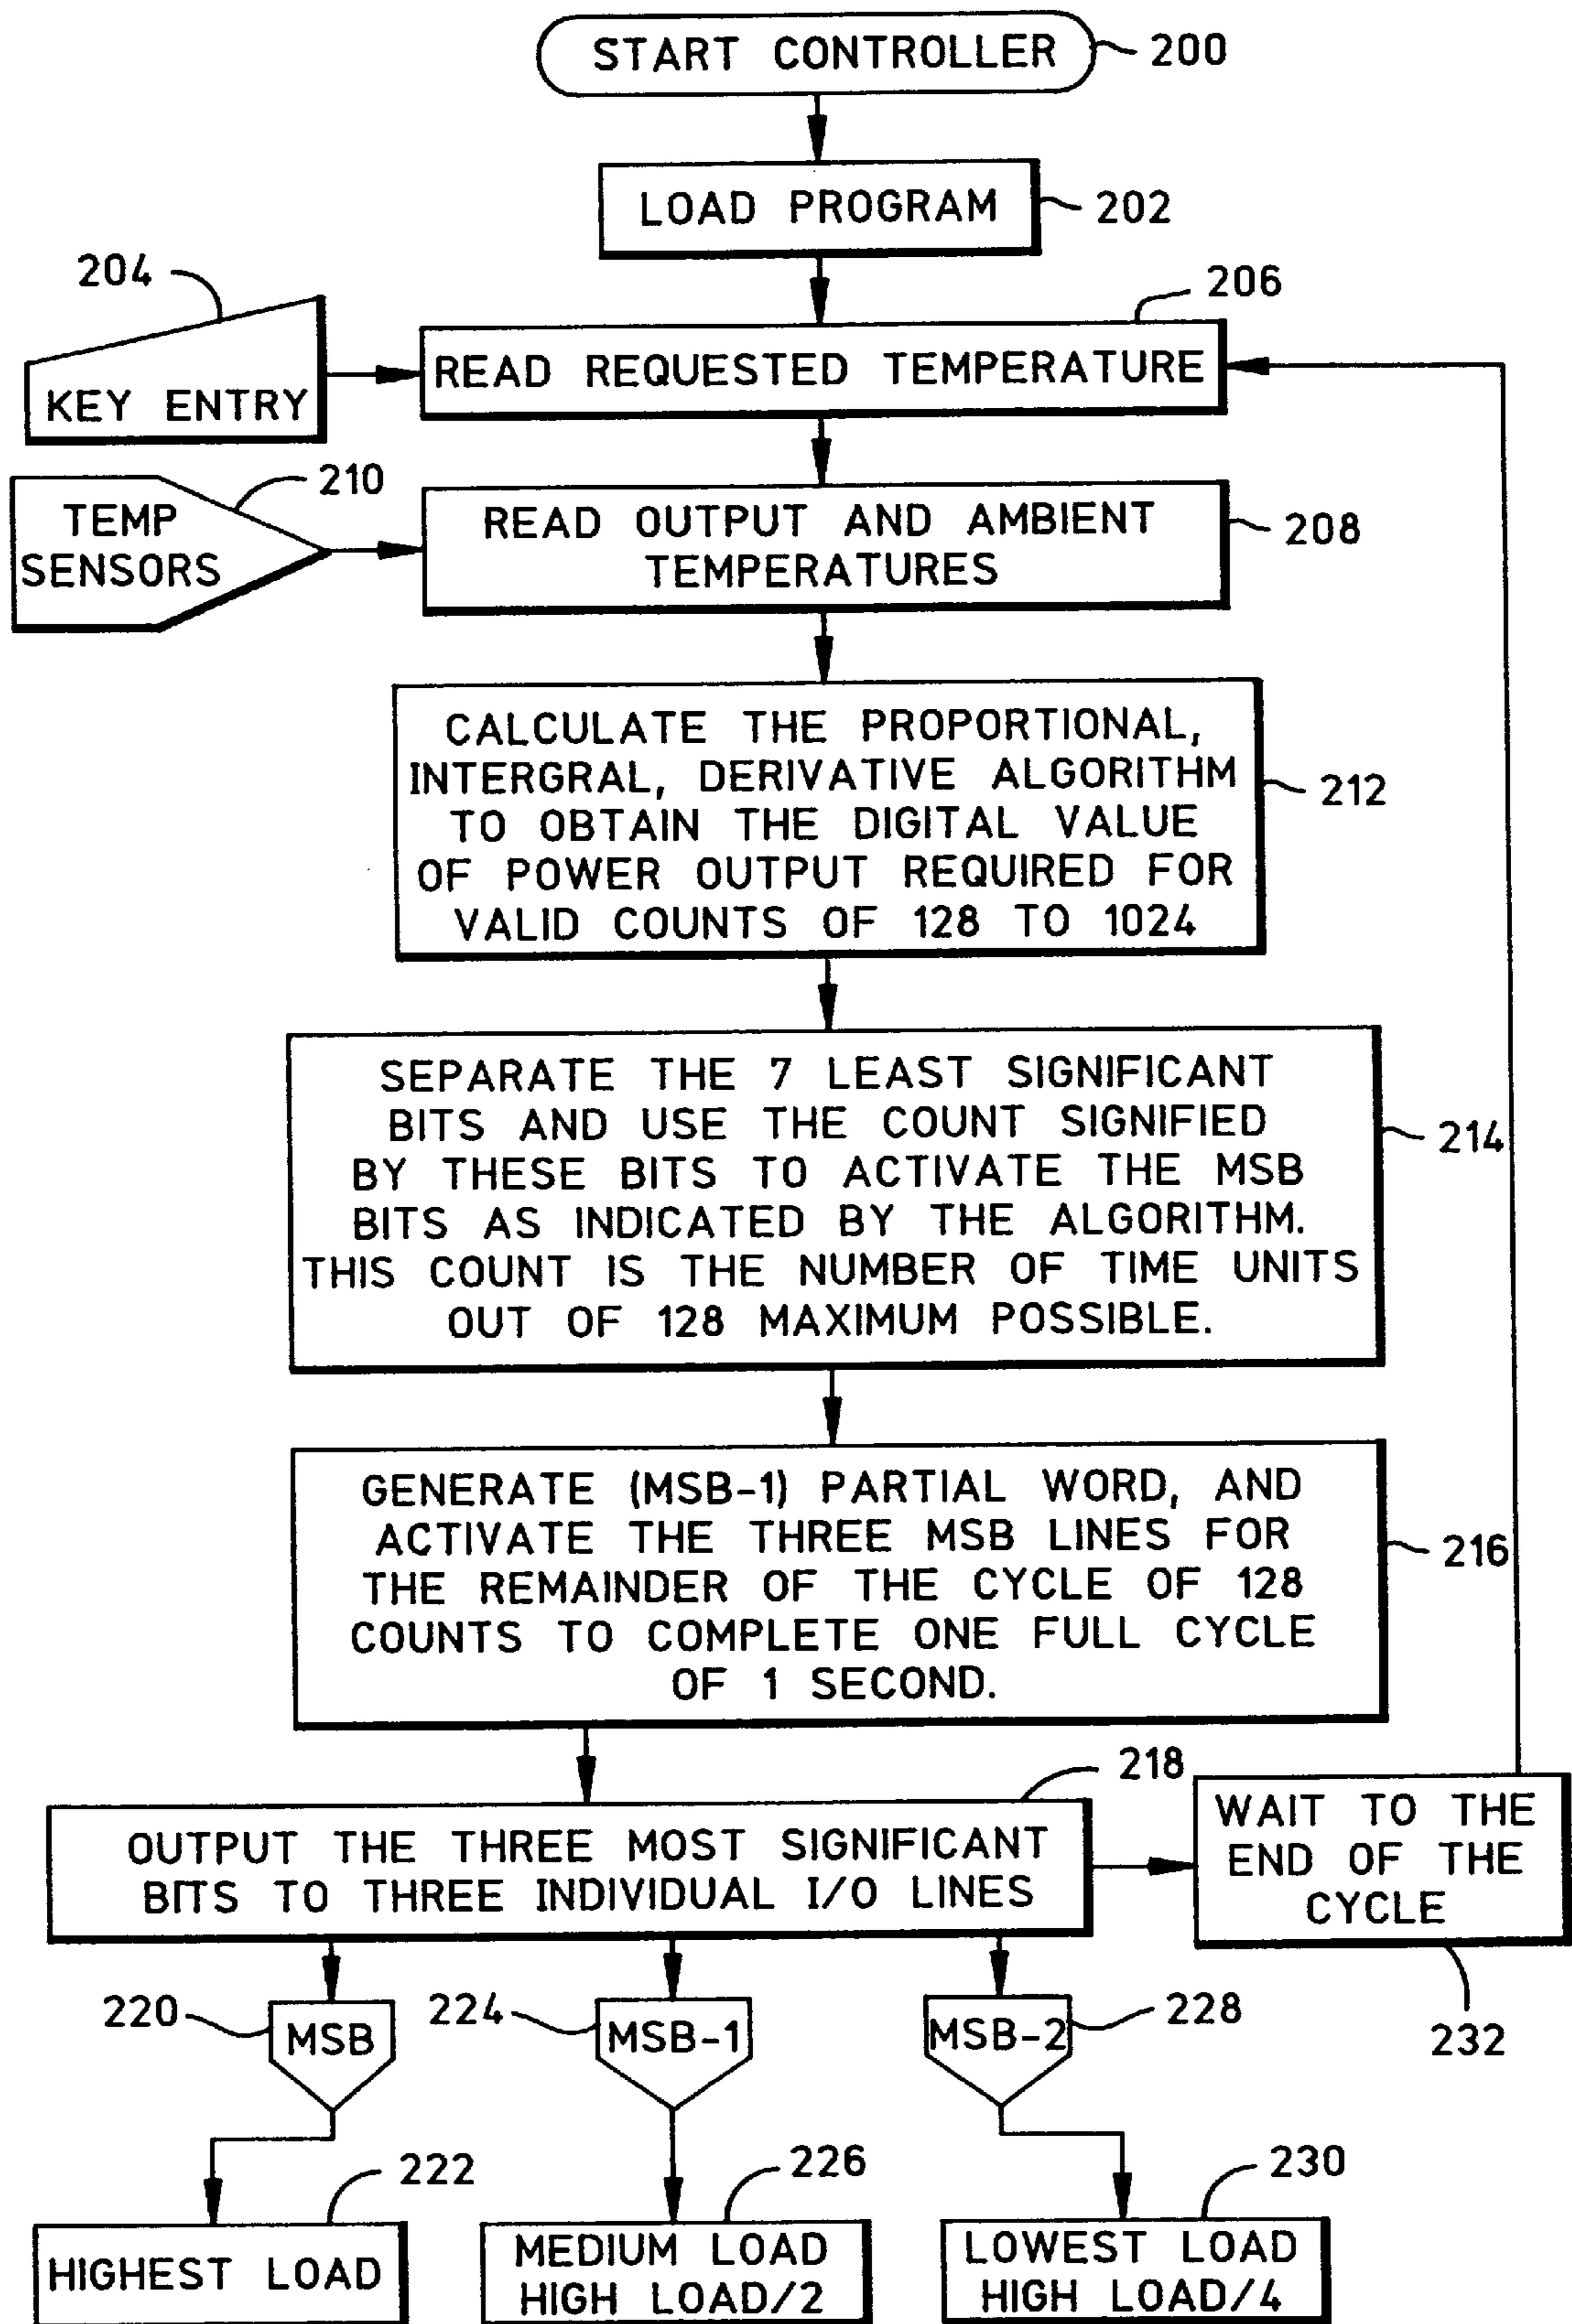 START CONTROLLER
200
LOAD PROGRAM
202
204
206
KEY ENTRY
READ REQUESTED TEMPERATURE
210
TEMP
SENSORS
READ OUTPUT AND AMBIENT
TEMPERATURES
208
CALCULATE THE PROPORTIONAL,
INTERGRAL, DERIVATIVE ALGORITHM
TO OBTAIN THE DIGITAL VALUE
OF POWER OUTPUT REQUIRED FOR
VALID COUNTS OF 128 TO 1024
212
SEPARATE THE 7 LEAST SIGNIFICANT
BITS AND USE THE COUNT SIGNIFIED
BY THESE BITS TO ACTIVATE THE MSB
BITS AS INDICATED BY THE ALGORITHM.
THIS COUNT IS THE NUMBER OF TIME UNITS
OUT OF 128 MAXIMUM POSSIBLE.
214
GENERATE (MSB-1) PARTIAL WORD, AND
ACTIVATE THE THREE MSB LINES FOR
THE REMAINDER OF THE CYCLE OF 128
COUNTS TO COMPLETE ONE FULL CYCLE
OF 1 SECOND.
216
218
OUTPUT THE THREE MOST SIGNIFICANT
BITS TO THREE INDIVIDUAL I/O LINES
WAIT TO THE
END OF THE
CYCLE
232
220
MSB
224
MSB-1
MSB-2
228
222
HIGHEST LOAD
226
MEDIUM LOAD
HIGH LOAD/2
230
LOWEST LOAD
HIGH LOAD/4